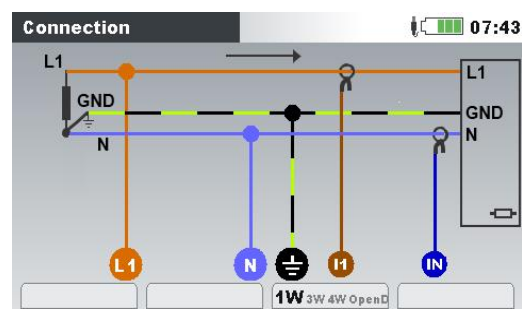 Connection 07:43
L1 L1
GND GND
N N
L1 N I1 IN
1W 3W 4W OpenD